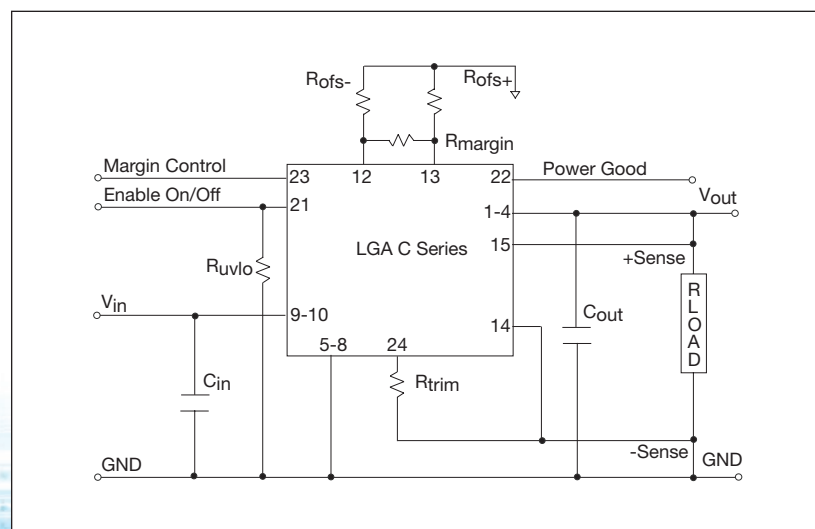 Rofs-
Rofs+
Rmargin
Margin Control
23
12
13
22
Power Good
Enable On/Off
21
1-4
Vout
LGA C Series
15
+Sense
Ruvlo
Vin
9-10
RLOAD
Cout
14
5-8
24
Cin
Rtrim
-Sense
GND
GND